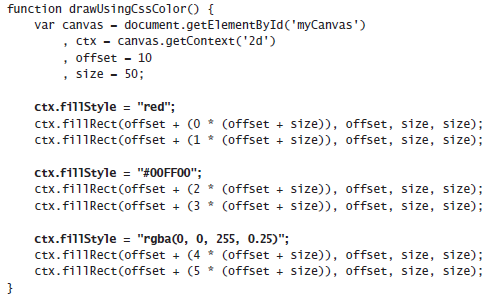 function drawUsingCssColor() {
    var canvas = document.getElementById('myCanvas')
        , ctx = canvas.getContext('2d')
        , offset = 10
        , size = 50;
    ctx.fillStyle = "red";
    ctx.fillRect(offset + (0 * (offset + size)), offset, size, size);
    ctx.fillRect(offset + (1 * (offset + size)), offset, size, size);
    ctx.fillStyle = "#00FF00";
    ctx.fillRect(offset + (2 * (offset + size)), offset, size, size);
    ctx.fillRect(offset + (3 * (offset + size)), offset, size, size);
    ctx.fillStyle = "rgba(0, 0, 255, 0.25)";
    ctx.fillRect(offset + (4 * (offset + size)), offset, size, size);
    ctx.fillRect(offset + (5 * (offset + size)), offset, size, size);
}